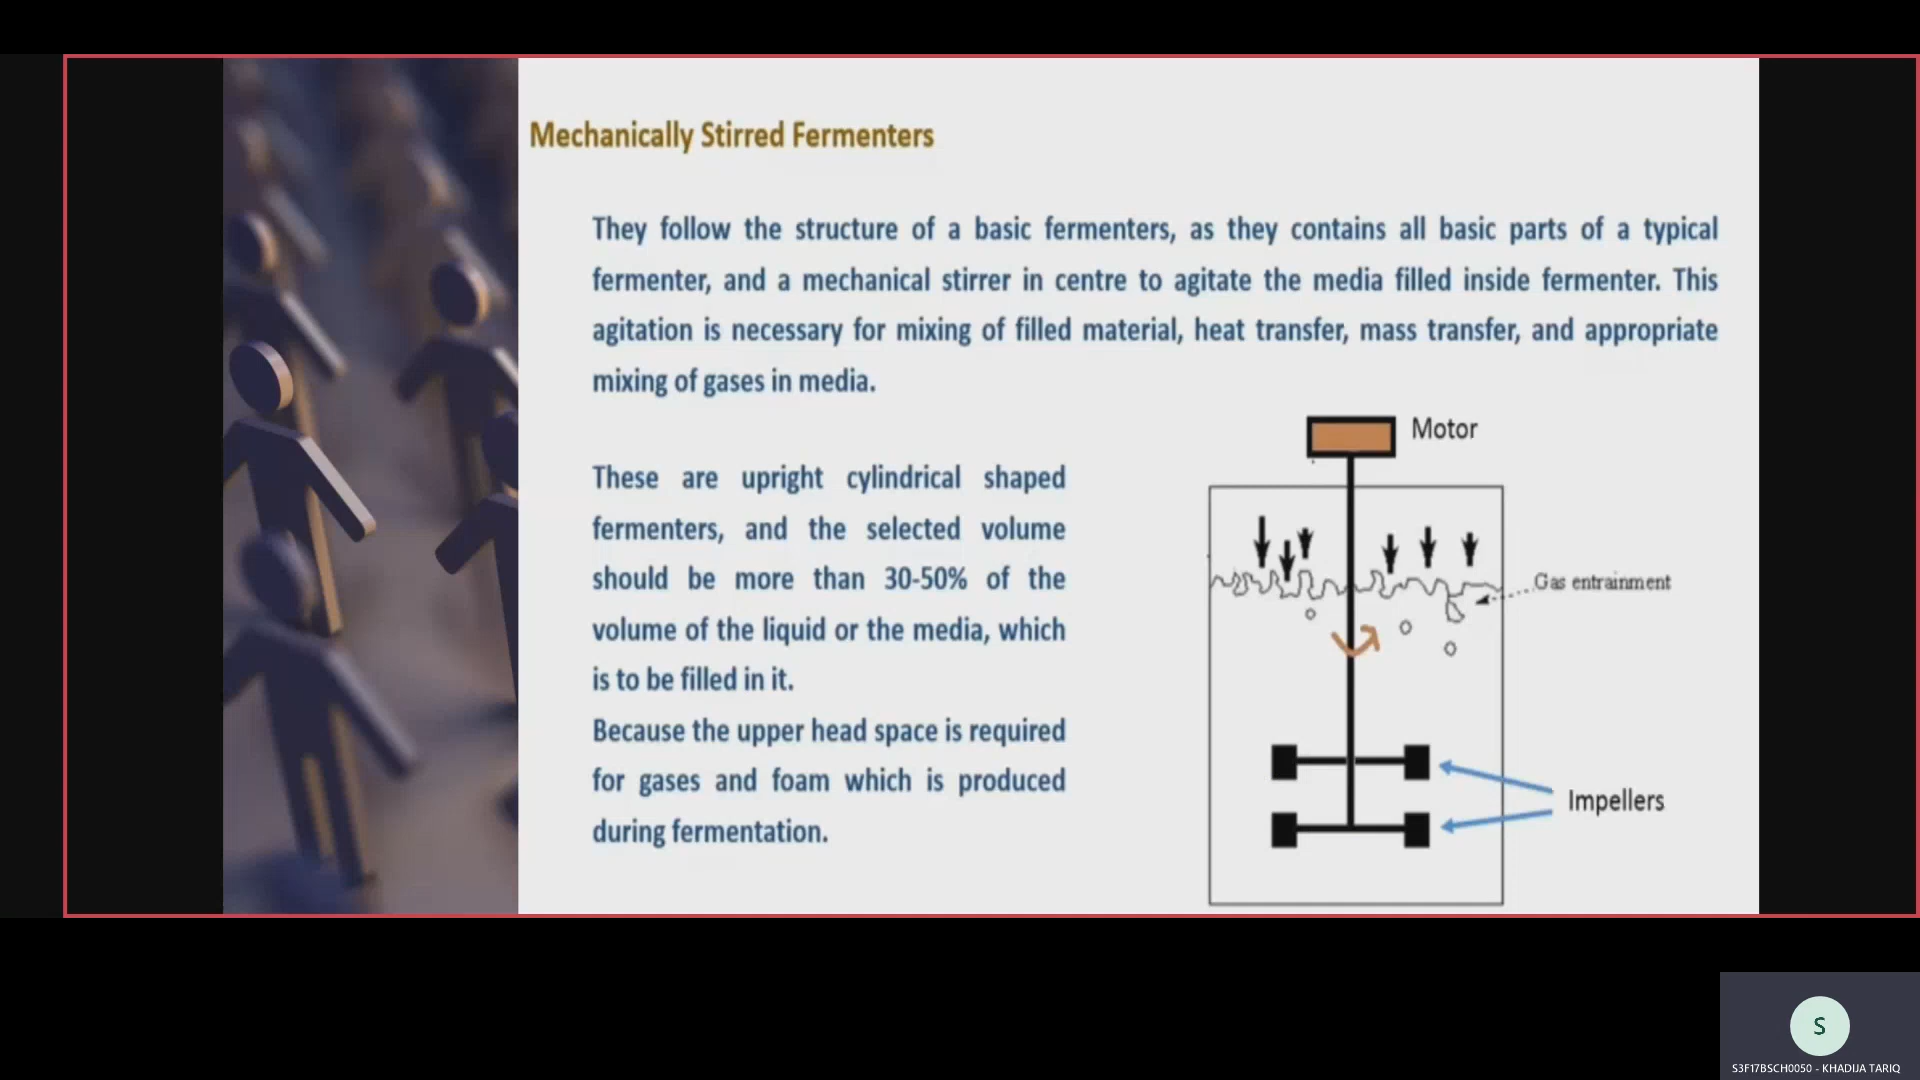 Mechanically Stirred Fermenters
They follow the structure of a basic fermenters, as they contains all basic parts of a typical
fermenter, and a mechanical stirrer in centre to agitate the media filled inside fermenter. This
agitation is necessary for mixing of filled material, heat transfer, mass transfer, and appropriate
mixing of gases in media.
These are upright cylindrical shaped
fermenters, and the selected volume
should be more than 30-50% of the
volume of the liquid or the media, which
is to be filled in it.
Because the upper head space is required
for gases and foam which is produced
during fermentation.
Motor
Gas entrainment
Impellers
S
S3F17BSCH0050 - KHADIJA TARIQ